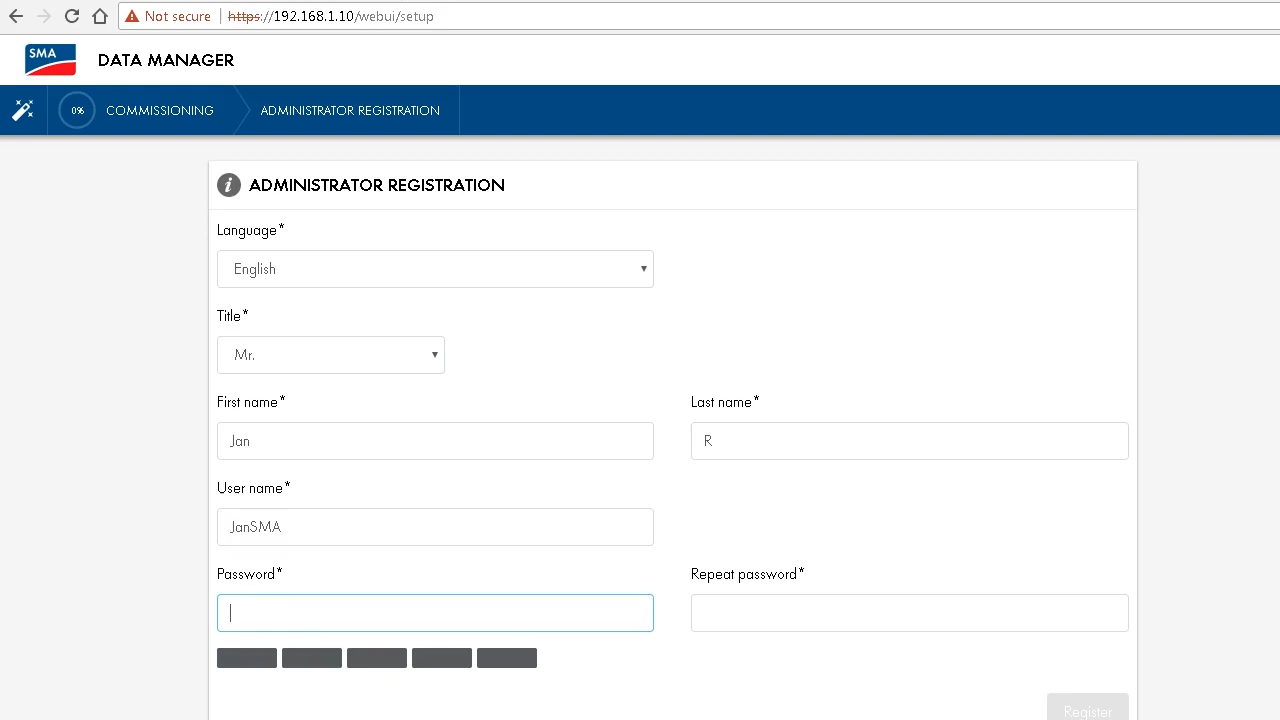 Not secure https://192.168.1.10/webui/setup
SMA DATA MANAGER
0% COMMISSIONING ADMINISTRATOR REGISTRATION
i ADMINISTRATOR REGISTRATION
Language*
English
Title*
Mr.
First name* Last name*
Jan R
User name*
JanSMA
Password* Repeat password*
Register